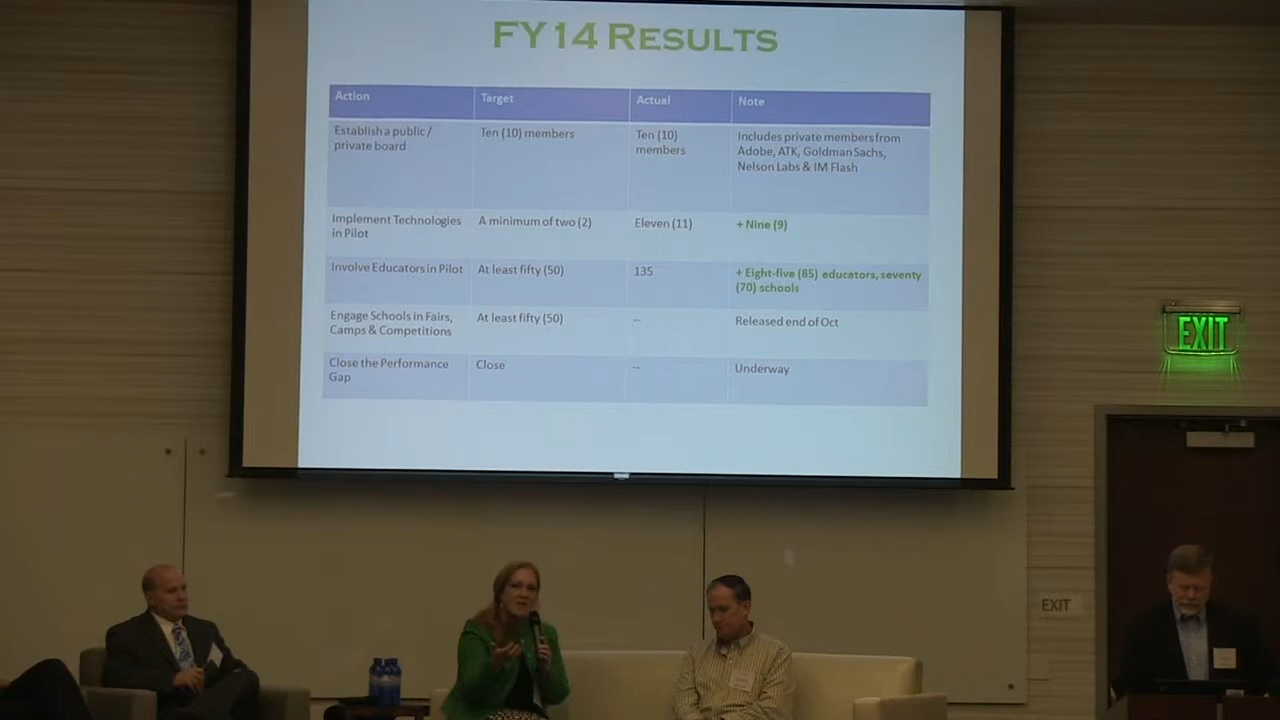 FY14 RESULTS
Action Target Actual Note
Establish a public / private board
Ten (10) members
Ten (10) members
Includes private members from
Adobe, ATK, Goldman Sachs,
Nelson Labs & IM Flash
Implement Technologies in Pilot
A minimum of two (2)
Eleven (11)
+ Nine (9)
Involve Educators in Pilot
At least fifty (50)
135
+ Eight-five (85) educators, seventy
(70) schools
Engage Schools in Fairs,
Camps & Competitions
At least fifty (50)
--
Released end of Oct
Close the Performance
Gap
Close
--
Underway
EXIT
EXIT